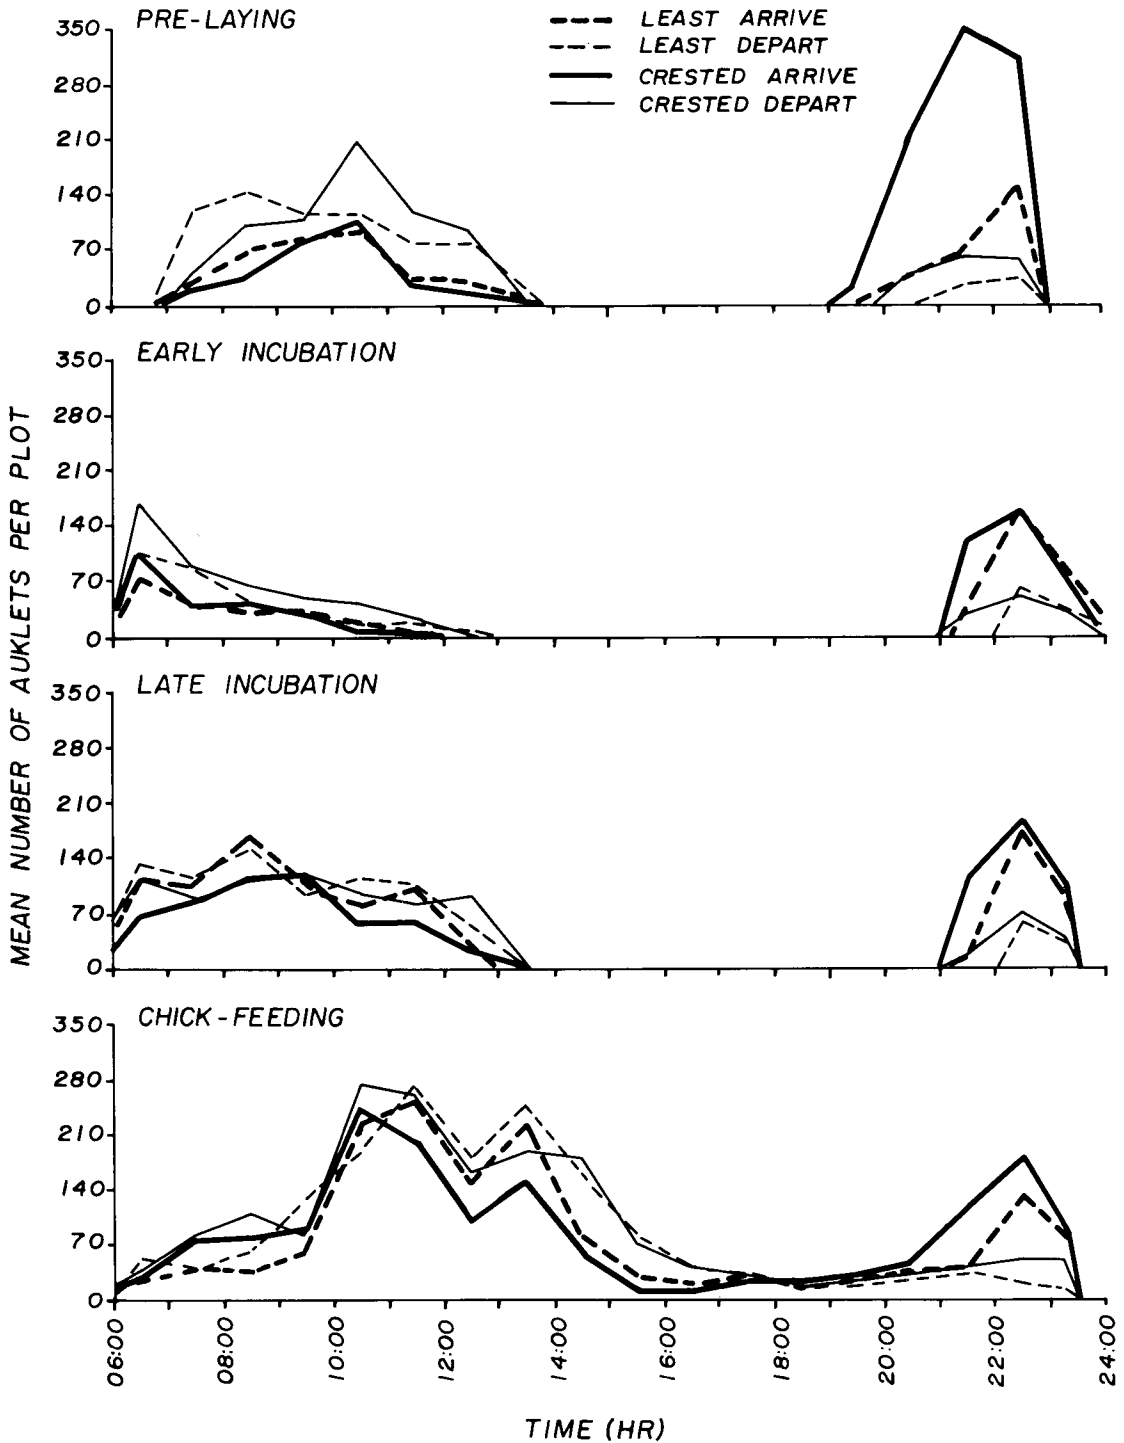 PRE-LAYING
LEAST ARRIVE
LEAST DEPART
CRESTED ARRIVE
CRESTED DEPART
350
280
210
140
70
0
EARLY INCUBATION
350
280
210
140
70
0
LATE INCUBATION
350
280
210
140
70
0
CHICK-FEEDING
350
280
210
140
70
0
MEAN NUMBER OF AUKLETS PER PLOT
06:00 08:00 10:00 12:00 14:00 16:00 18:00 20:00 22:00 24:00
TIME (HR)